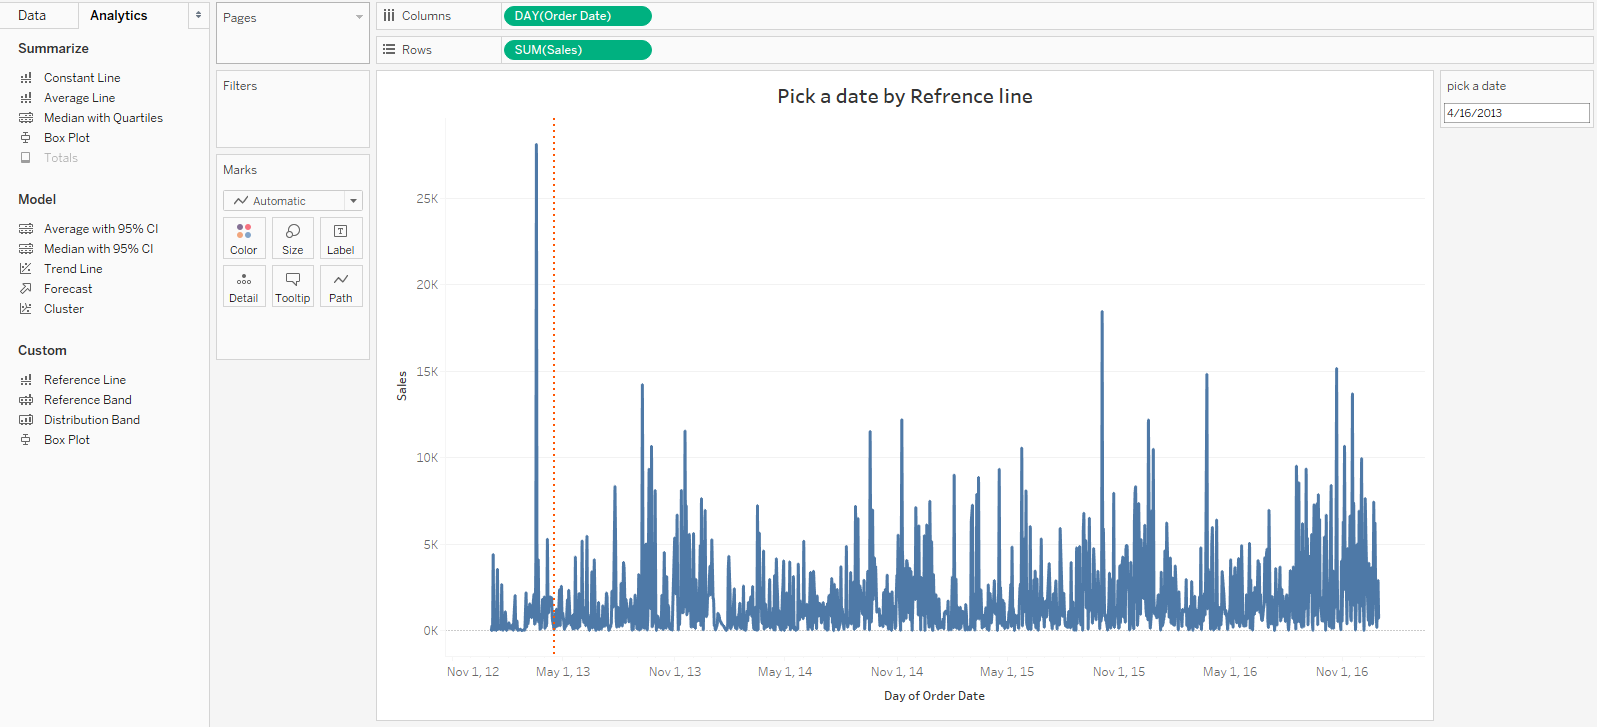 Data
Analytics
Summarize
Constant Line
Average Line
Median with Quartiles
Box Plot
Totals
Model
Average with 95% CI
Median with 95% CI
Trend Line
Forecast
Cluster
Custom
Reference Line
Reference Band
Distribution Band
Box Plot
Pages
Filters
Marks
Automatic
Color Size Label
Detail Tooltip Path
Columns DAY(Order Date)
Rows SUM(Sales)
Pick a date by Refrence line
Sales
25K
20K
15K
10K
5K
0K
Nov 1, 12 May 1, 13 Nov 1, 13 May 1, 14 Nov 1, 14 May 1, 15 Nov 1, 15 May 1, 16 Nov 1, 16
Day of Order Date
pick a date
4/16/2013